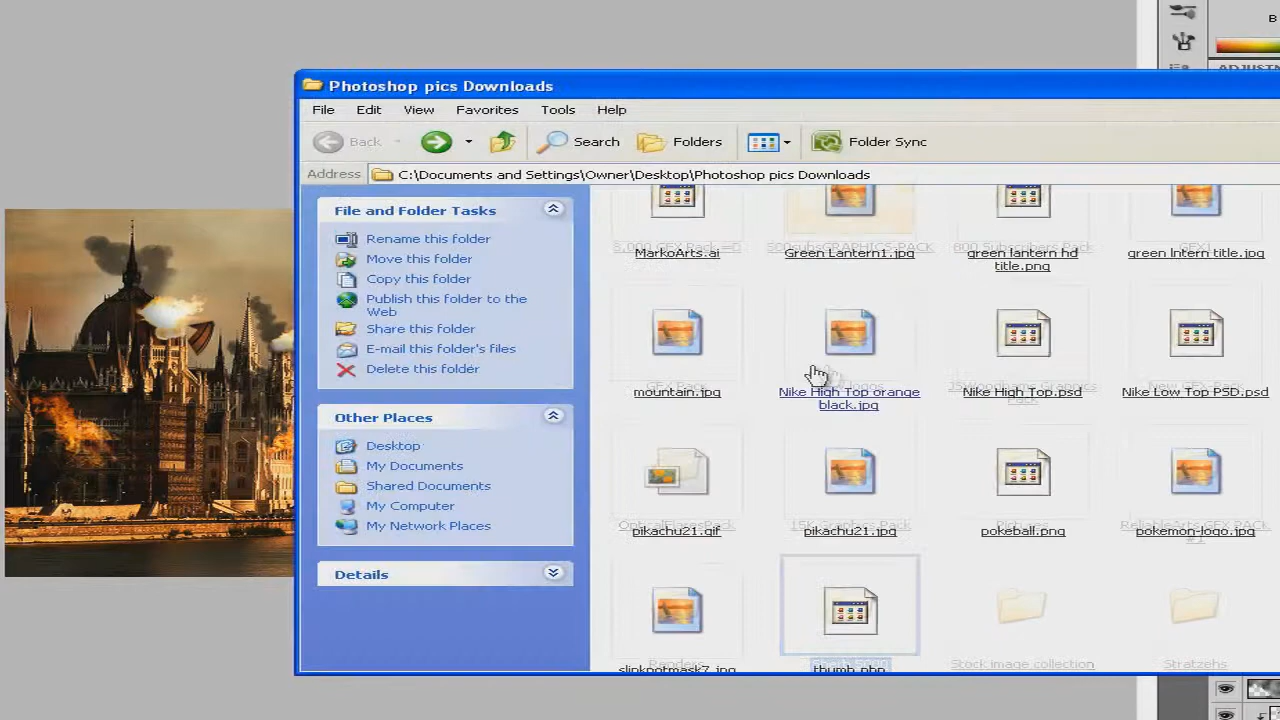 B
ADJUSTM
Photoshop pics Downloads
File Edit View Favorites Tools Help
Back Search Folders Folder Sync
Address C:\Documents and Settings\Owner\Desktop\Photoshop pics Downloads
File and Folder Tasks
Rename this folder
Move this folder
Copy this folder
Publish this folder to the
Web
Share this folder
E-mail this folder's files
Delete this folder
Other Places
Desktop
My Documents
Shared Documents
My Computer
My Network Places
Details
MarkoArts.ai
Green Lantern1.jpg
green lantern hd
title.png
green lntern title.jpg
mountain.jpg
Nike High Top orange
black.jpg
Nike High Top.psd
Nike Low Top PSD.psd
pikachu21.gif
pikachu21.jpg
pokeball.png
pokemon-logo.jpg
slipknotmask7.jpg
thumb.php
Stock image collection
Stratzehs